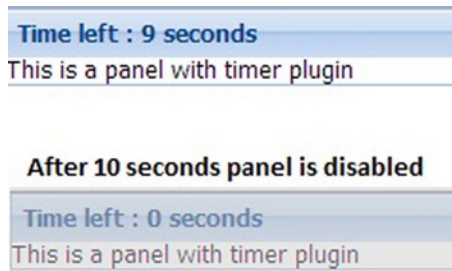 Time left : 9 seconds
This is a panel with timer plugin
After 10 seconds panel is disabled
Time left : 0 seconds
This is a panel with timer plugin